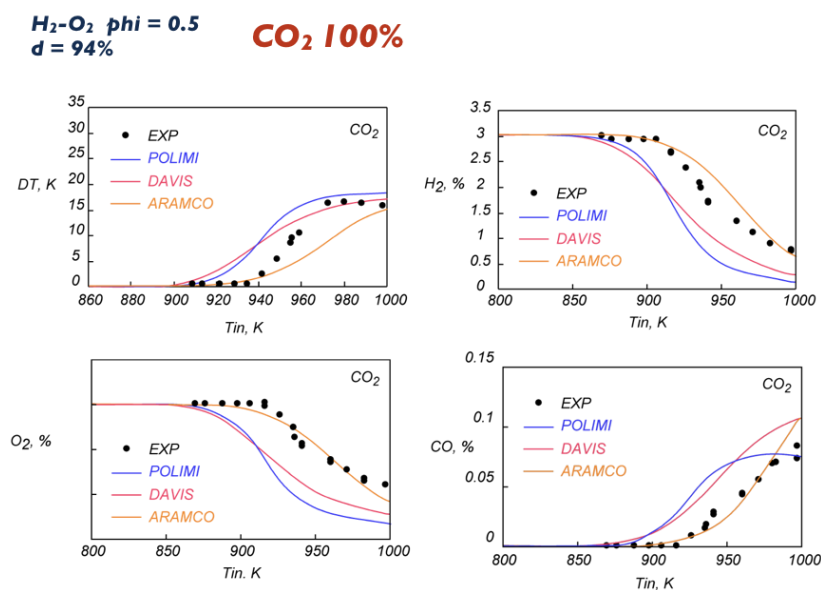 H₂-O₂ phi = 0.5
d = 94%
CO₂ 100%
35
30
25
20
15
10
5
0
DT, K
CO₂
EXP
POLIMI
DAVIS
ARAMCO
860 880 900 920 940 960 980 1000
Tin, K
3.5
3
2.5
2
1.5
1
0.5
0
H₂, %
CO₂
EXP
POLIMI
DAVIS
ARAMCO
800 850 900 950 1000
Tin, K
O₂, %
CO₂
EXP
POLIMI
DAVIS
ARAMCO
800 850 900 950 1000
Tin. K
0.15
0.1
0.05
0
CO, %
CO₂
EXP
POLIMI
DAVIS
ARAMCO
800 850 900 950 1000
Tin, K